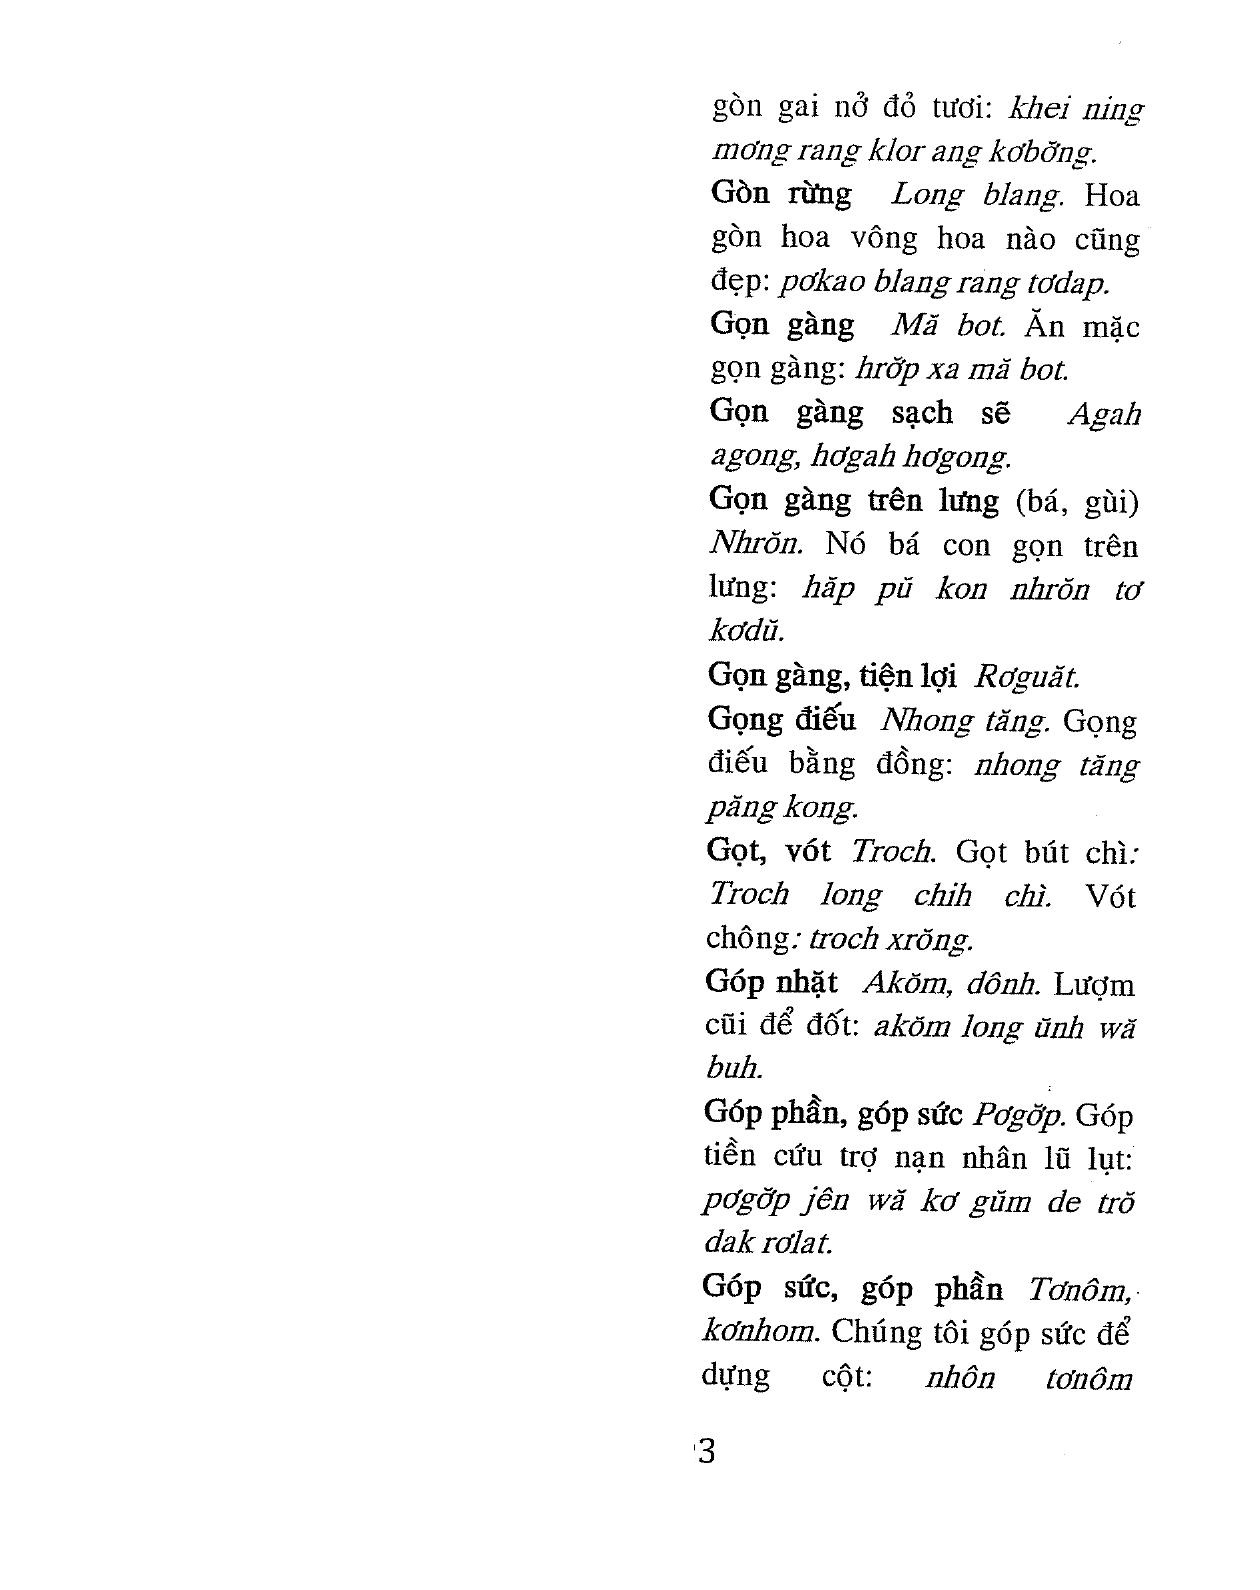 gòn gai nở đỏ tươi: khei ning
mơng rang klor ang kơbơ̆ng.
Gòn rừng Long blang. Hoa
gòn hoa vông hoa nào cũng
đẹp: pơkao blang rang tơdap.
Gọn gàng Mă bot. Ăn mặc
gọn gàng: hrơ̆p xa mă bot.
Gọn gàng sạch sẽ Agah
agong, hơgah hơgong.
Gọn gàng trên lưng (bá, gùi)
Nhrŏn. Nó bá con gọn trên
lưng: hăp pŭ kon nhrŏn tơ
kơdŭ.
Gọn gàng, tiện lợi Rơguăt.
Gọng điếu Nhong tăng. Gọng
điếu bằng đồng: nhong tăng
păng kong.
Gọt, vót Troch. Gọt bút chì:
Troch long chih chì. Vót
chông: troch xrŏng.
Góp nhặt Akŏm, dônh. Lượm
cũi để đốt: akŏm long ŭnh wă
buh.
Góp phần, góp sức Pơgơ̆p. Góp
tiền cứu trợ nạn nhân lũ lụt:
pơgơ̆p jên wă kơ gŭm de trŏ
dak rơlat.
Góp sức, góp phần Tơnôm,
kơnhom. Chúng tôi góp sức để
dựng cột: nhôn tơnôm
3